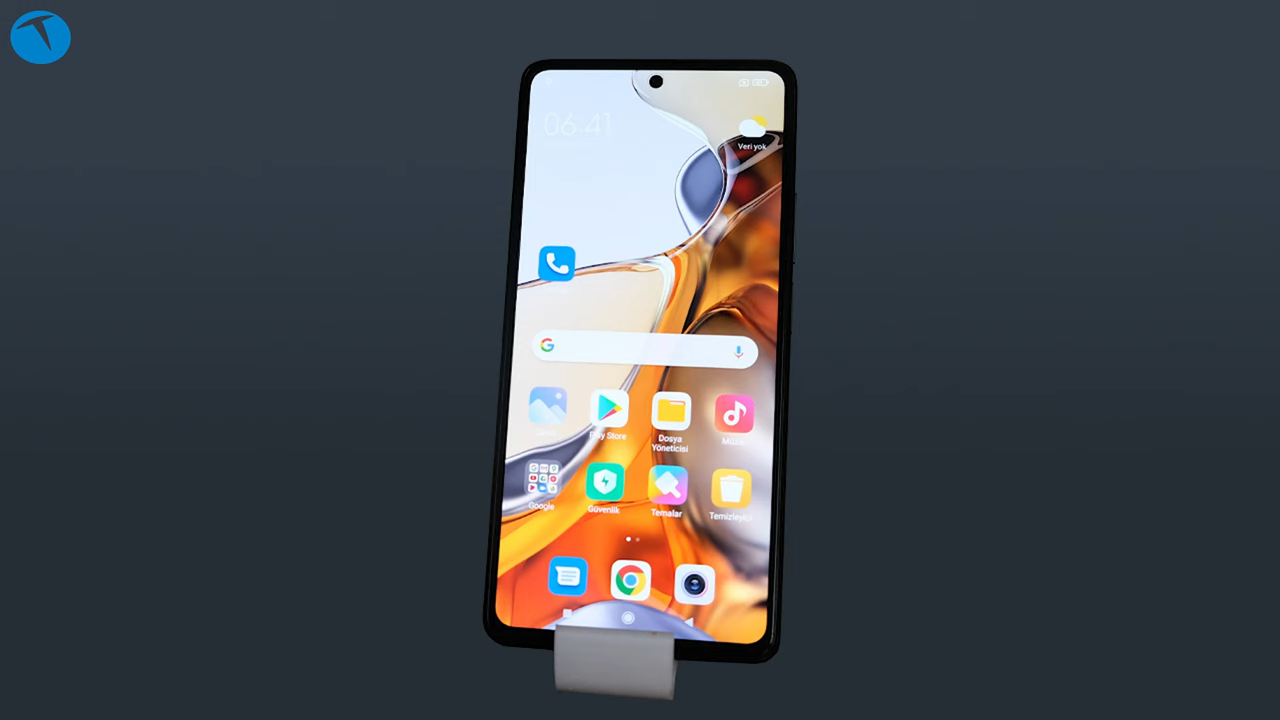 06:41
Veri yok
Play Store
Dosya
Yöneticisi
Müzik
Google
Güvenlik
Temalar
Temizleyici